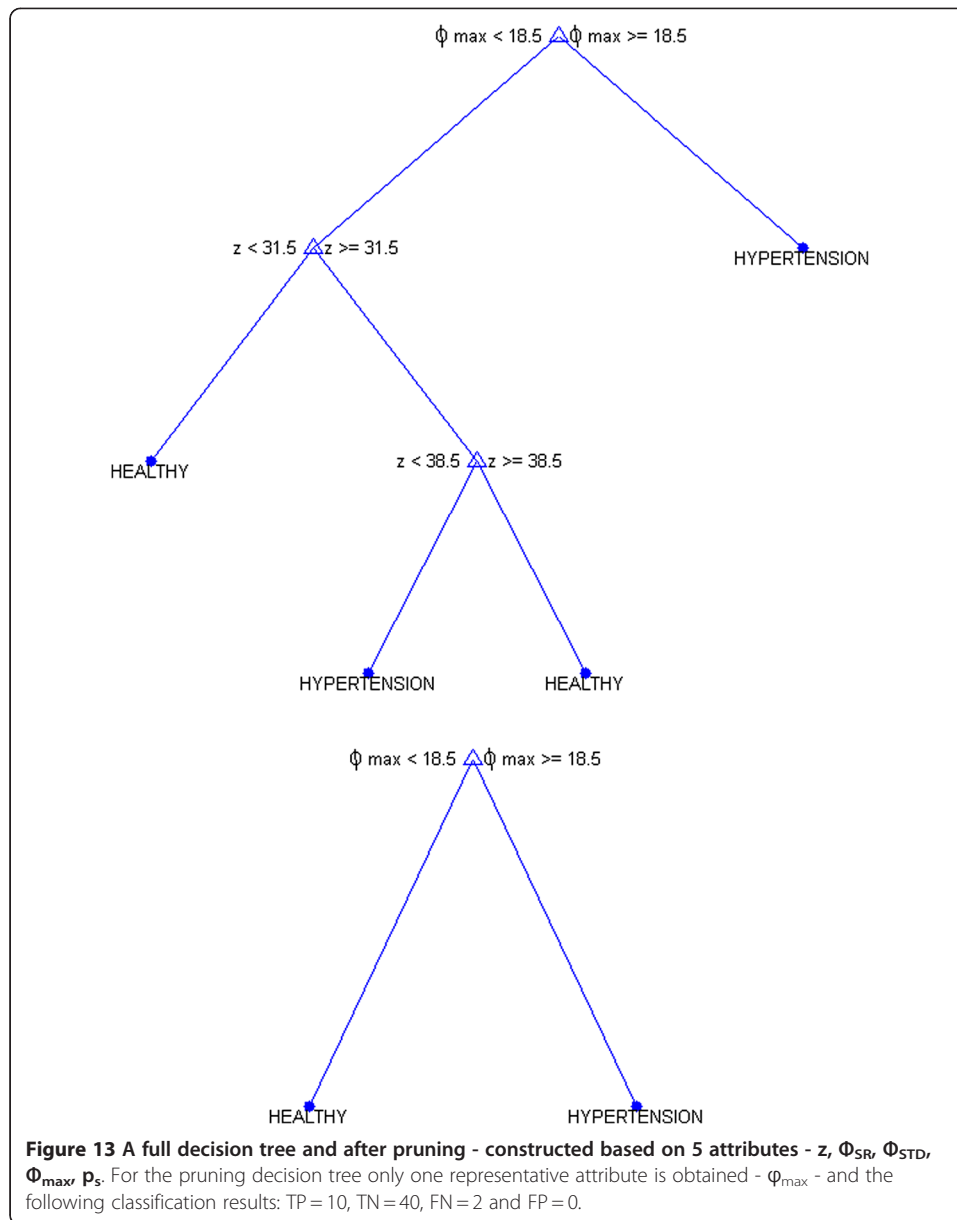 ϕ max < 18.5 ϕ max >= 18.5
HYPERTENSION
z < 31.5 z >= 31.5
HEALTHY
z < 38.5 z >= 38.5
HYPERTENSION HEALTHY
ϕ max < 18.5 ϕ max >= 18.5
HEALTHY HYPERTENSION
Figure 13 A full decision tree and after pruning - constructed based on 5 attributes - z, ΦSR, ΦSTD,
Φmax, ps. For the pruning decision tree only one representative attribute is obtained - φmax - and the
following classification results: TP = 10, TN = 40, FN = 2 and FP = 0.